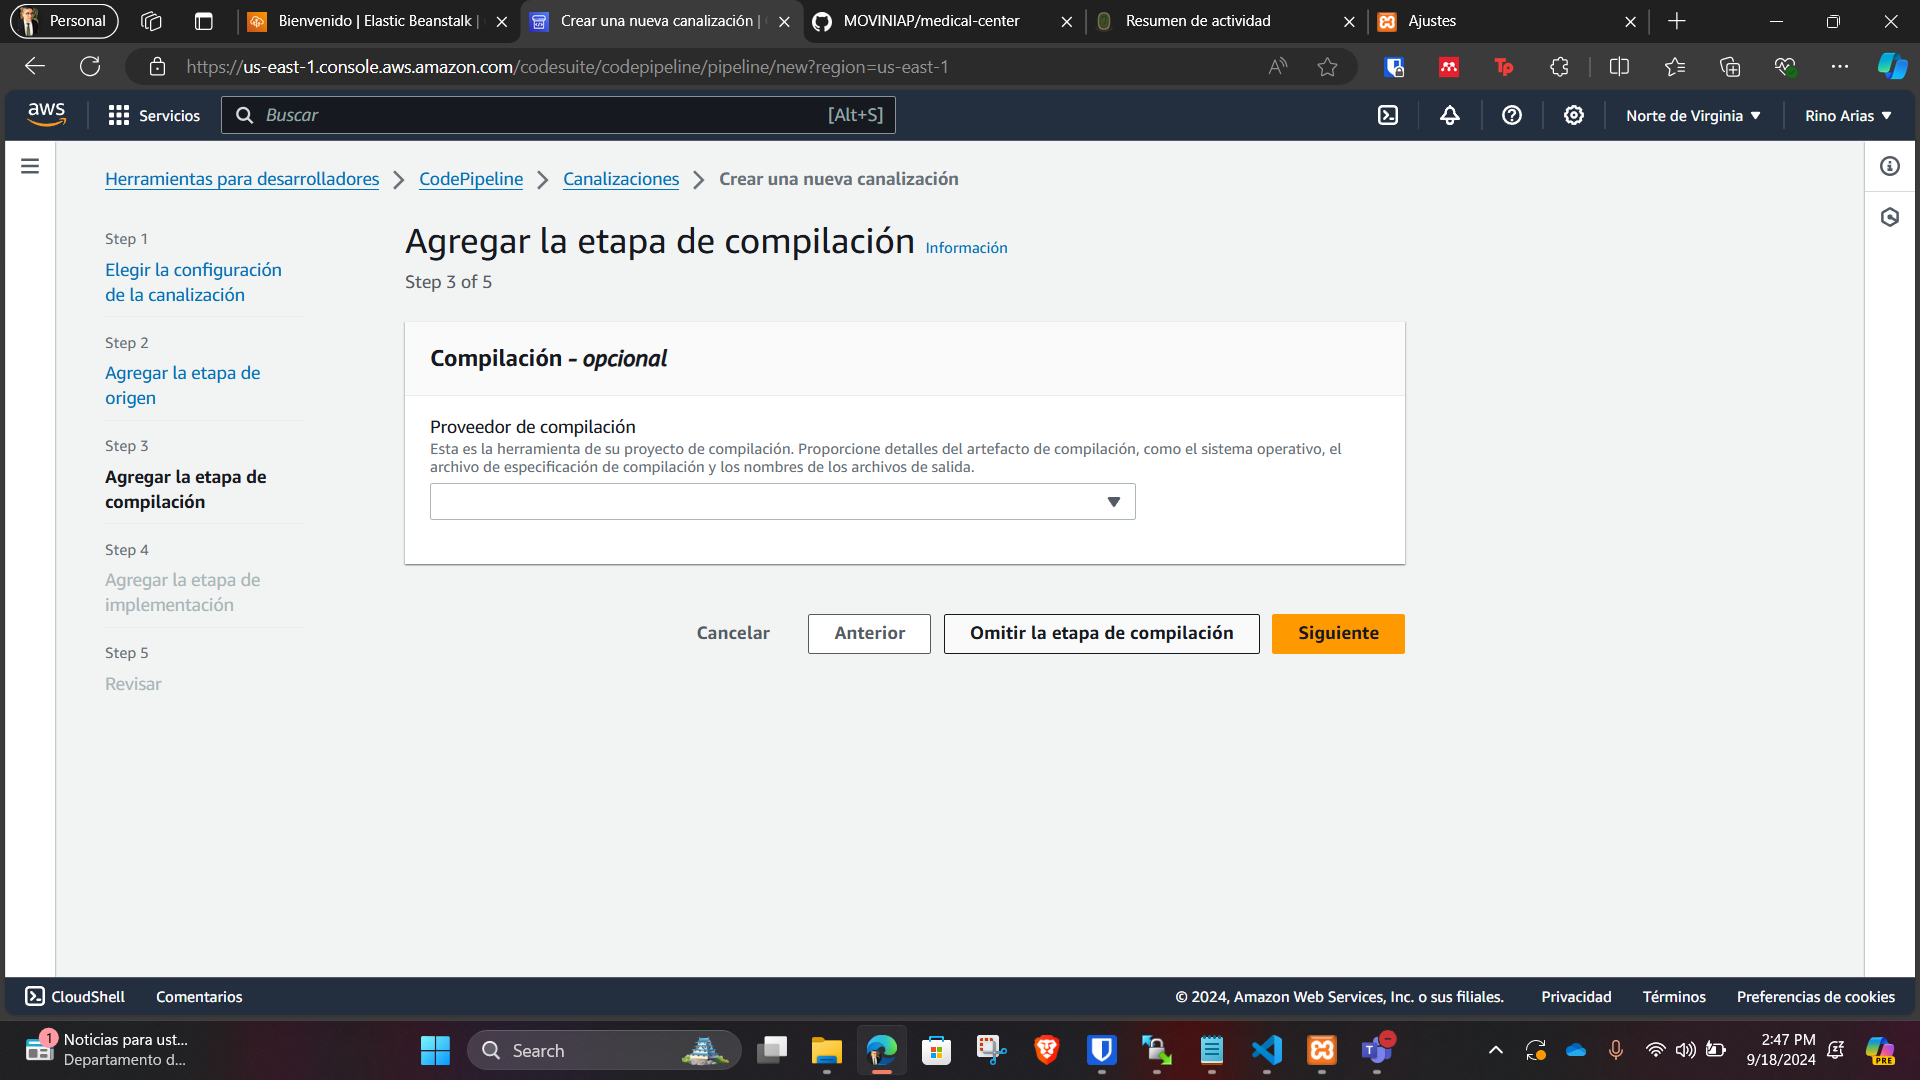 Personal
Bienvenido | Elastic Beanstalk |
Crear una nueva canalización |
MOVINIAP/medical-center
Resumen de actividad
Ajustes
https://us-east-1.console.aws.amazon.com/codesuite/codepipeline/pipeline/new?region=us-east-1
aws
Servicios
Buscar
[Alt+S]
Norte de Virginia
Rino Arias
Herramientas para desarrolladores
CodePipeline
Canalizaciones
Crear una nueva canalización
Step 1
Elegir la configuración
de la canalización
Step 2
Agregar la etapa de
origen
Step 3
Agregar la etapa de
compilación
Step 4
Agregar la etapa de
implementación
Step 5
Revisar
Agregar la etapa de compilación Información
Step 3 of 5
Compilación - opcional
Proveedor de compilación
Esta es la herramienta de su proyecto de compilación. Proporcione detalles del artefacto de compilación, como el sistema operativo, el
archivo de especificación de compilación y los nombres de los archivos de salida.
Cancelar
Anterior
Omitir la etapa de compilación
Siguiente
CloudShell
Comentarios
© 2024, Amazon Web Services, Inc. o sus filiales.
Privacidad
Términos
Preferencias de cookies
1
Noticias para ust...
Departamento d...
Search
2:47 PM
9/18/2024
PRE